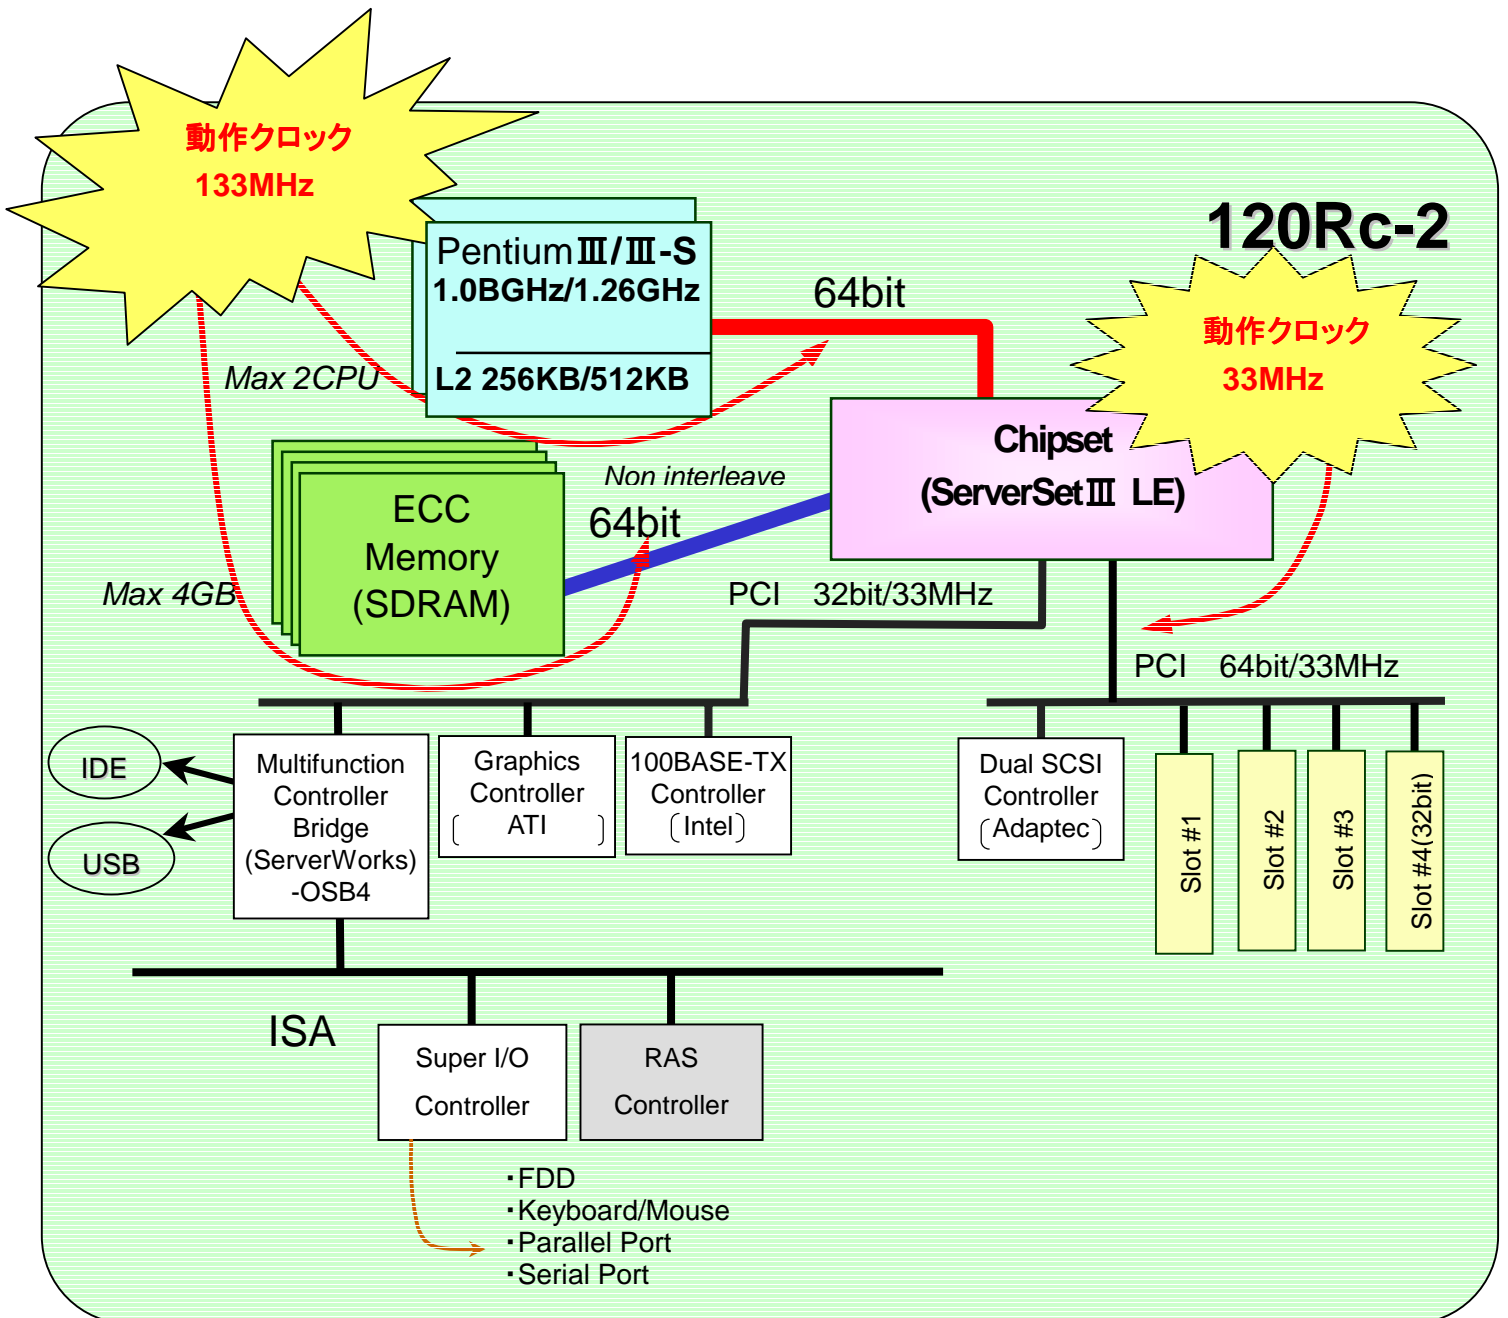 動作クロック
133MHz
120Rc-2
PentiumⅢ/Ⅲ-S
1.0BGHz/1.26GHz
L2 256KB/512KB
Max 2CPU
64bit
動作クロック
33MHz
Chipset
(ServerSetⅢ LE)
Non interleave
64bit
ECC
Memory
(SDRAM)
Max 4GB
PCI 32bit/33MHz
PCI 64bit/33MHz
IDE
USB
Multifunction
Controller
Bridge
(ServerWorks)
-OSB4
Graphics
Controller
〔 ATI 〕
100BASE-TX
Controller
〔Intel〕
Dual SCSI
Controller
〔Adaptec〕
Slot #1
Slot #2
Slot #3
Slot #4(32bit)
ISA
Super I/O
Controller
RAS
Controller
・FDD
・Keyboard/Mouse
・Parallel Port
・Serial Port